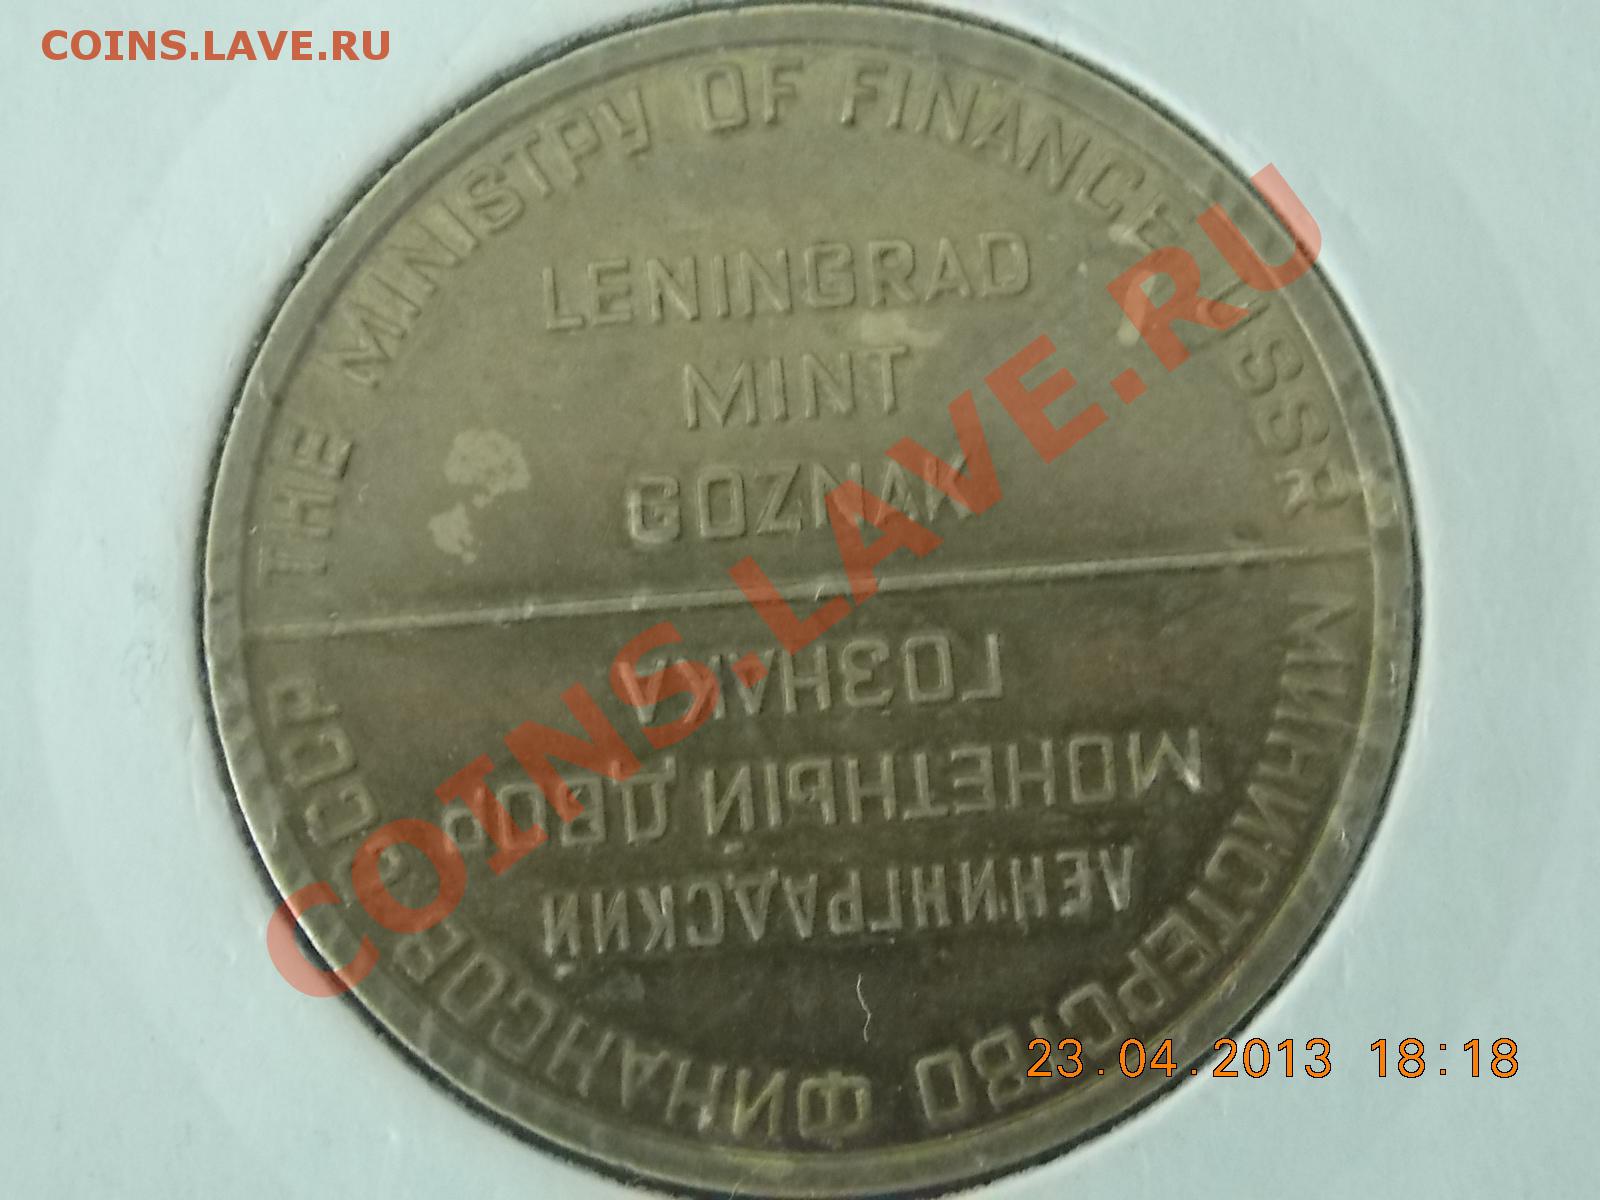 COINS.LAVE.RU
THE MINISTRY OF FINANCE USSR
LENINGRAD
MINT
GOZNAK
МИНИСТЕРСТВО ФИНАНСОВ СССР
ЛЕНИНГРАДСКИЙ
МОНЕТНЫЙ ДВОР
ГОЗНАКА
COINS.LAVE.RU
23.04.2013 18:18